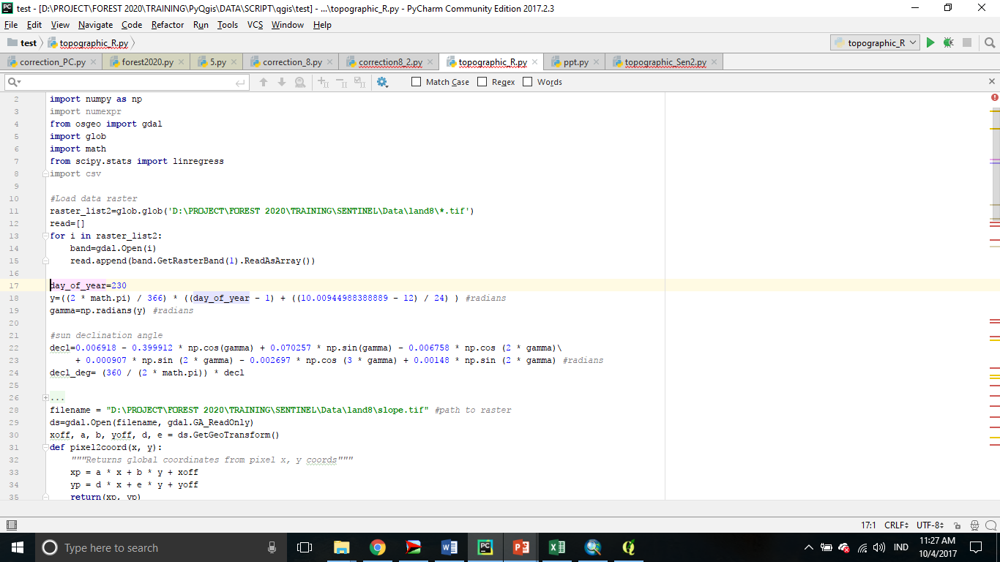 test - [D:\PROJECT\FOREST 2020\TRAINING\PyQgis\DATA\SCRIPT\qgis\test] - ...\topographic_R.py - PyCharm Community Edition 2017.2.3
File Edit View Navigate Code Refactor Run Tools VCS Window Help
test topographic_R.py topographic_R
correction_PC.py forest2020.py 5.py correction_8.py correction8_2.py topographic_R.py ppt.py topographic_Sen2.py
Match Case Regex Words
2 import numpy as np
3 import numexpr
4 from osgeo import gdal
5 import glob
6 import math
7 from scipy.stats import linregress
8 import csv
9
10 #Load data raster
11 raster_list2=glob.glob('D:\PROJECT\FOREST 2020\TRAINING\SENTINEL\Data\land8\*.tif')
12 read=[]
13 for i in raster_list2:
14 band=gdal.Open(i)
15 read.append(band.GetRasterBand(1).ReadAsArray())
16
17 day_of_year=230
18 y=((2 * math.pi) / 366) * ((day_of_year - 1) + ((10.00944988388889 - 12) / 24) ) #radians
19 gamma=np.radians(y) #radians
20
21 #sun declination angle
22 decl=0.006918 - 0.399912 * np.cos(gamma) + 0.070257 * np.sin(gamma) - 0.006758 * np.cos (2 * gamma)\
23 + 0.000907 * np.sin (2 * gamma) - 0.002697 * np.cos (3 * gamma) + 0.00148 * np.sin (2 * gamma) #radians
24 decl_deg= (360 / (2 * math.pi)) * decl
25
26 ...
28 filename = "D:\PROJECT\FOREST 2020\TRAINING\SENTINEL\Data\land8\slope.tif" #path to raster
29 ds=gdal.Open(filename, gdal.GA_ReadOnly)
30 xoff, a, b, yoff, d, e = ds.GetGeoTransform()
31 def pixel2coord(x, y):
32 """Returns global coordinates from pixel x, y coords"""
33 xp = a * x + b * y + xoff
34 yp = d * x + e * y + yoff
35 return(xp, yp)
17:1 CRLF UTF-8
Type here to search IND 11:27 AM
10/4/2017